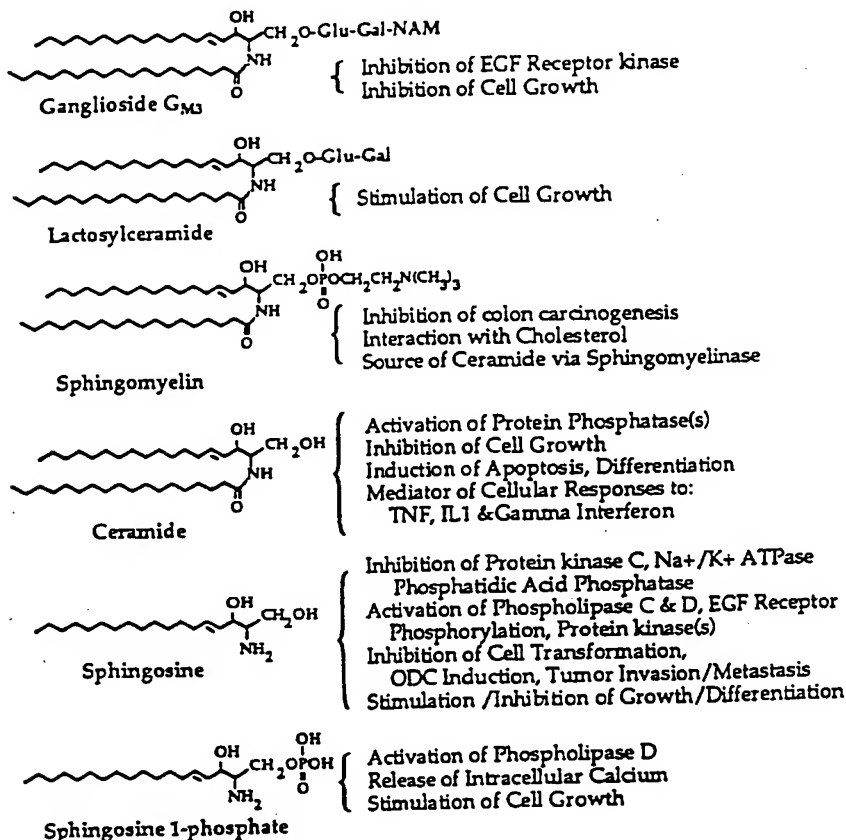 OH
CH2O-Glu-Gal-NAM
NH
O
Ganglioside GM3
{ Inhibition of EGF Receptor kinase
Inhibition of Cell Growth
OH
CH2O-Glu-Gal
NH
O
Lactosylceramide
{ Stimulation of Cell Growth
OH
OH
CH2OPOCH2CH2N(CH3)3
O
NH
O
Sphingomyelin
{ Inhibition of colon carcinogenesis
Interaction with Cholesterol
Source of Ceramide via Sphingomyelinase
OH
CH2OH
NH
O
Ceramide
{ Activation of Protein Phosphatase(s)
Inhibition of Cell Growth
Induction of Apoptosis, Differentiation
Mediator of Cellular Responses to:
TNF, IL1 &Gamma Interferon
OH
CH2OH
NH2
Sphingosine
{ Inhibition of Protein kinase C, Na+/K+ ATPase
Phosphatidic Acid Phosphatase
Activation of Phospholipase C & D, EGF Receptor
Phosphorylation, Protein kinase(s)
Inhibition of Cell Transformation,
ODC Induction, Tumor Invasion/Metastasis
Stimulation /Inhibition of Growth/Differentiation
OH
OH
CH2OPOH
O
NH2
Sphingosine 1-phosphate
{ Activation of Phospholipase D
Release of Intracellular Calcium
Stimulation of Cell Growth